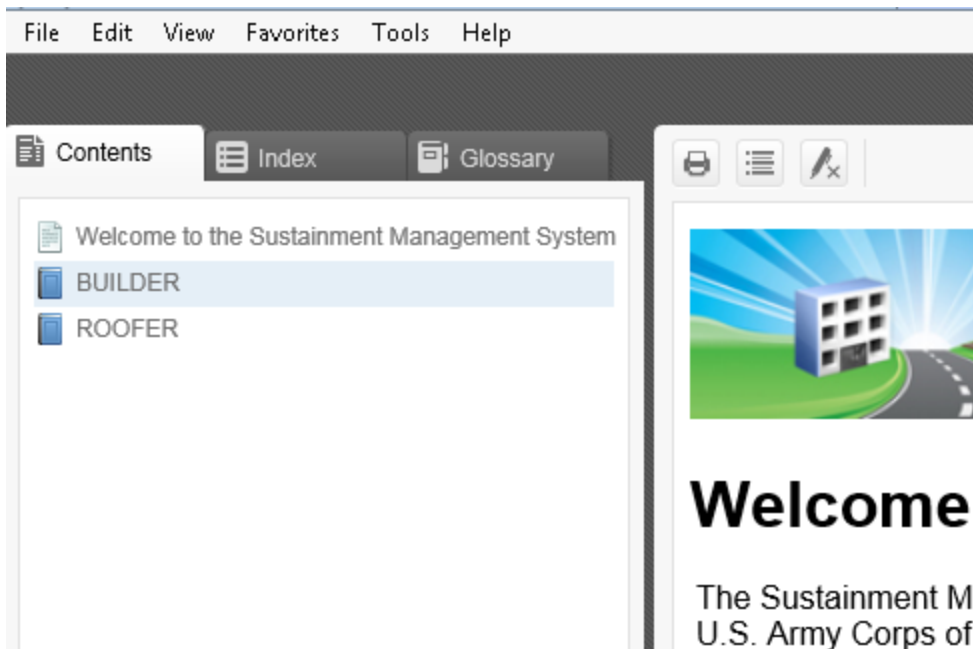 File Edit View Favorites Tools Help
Contents Index Glossary
Welcome to the Sustainment Management System
BUILDER
ROOFER
Welcome
The Sustainment M
U.S. Army Corps of